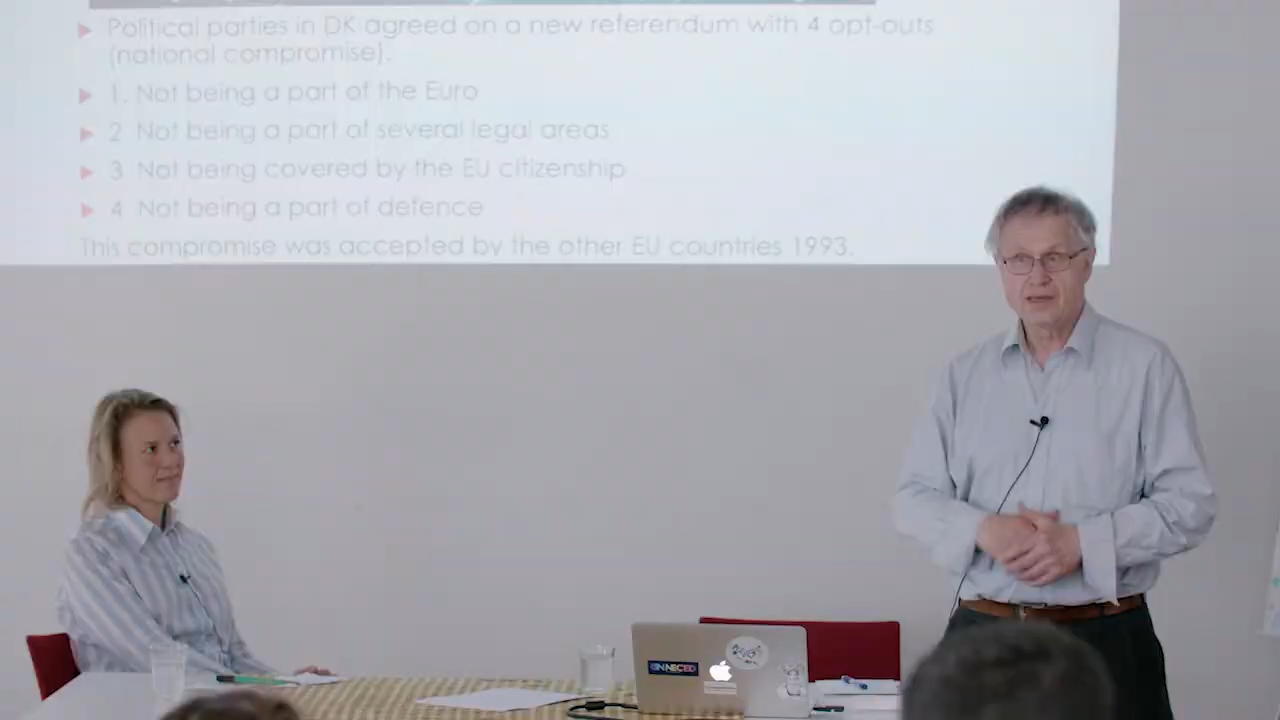 Political parties in DK agreed on a new referendum with 4 opt-outs
(national compromise).
1. Not being a part of the Euro
2 Not being a part of several legal areas
3 Not being covered by the EU citizenship
4 Not being a part of defence
This compromise was accepted by the other EU countries 1993.